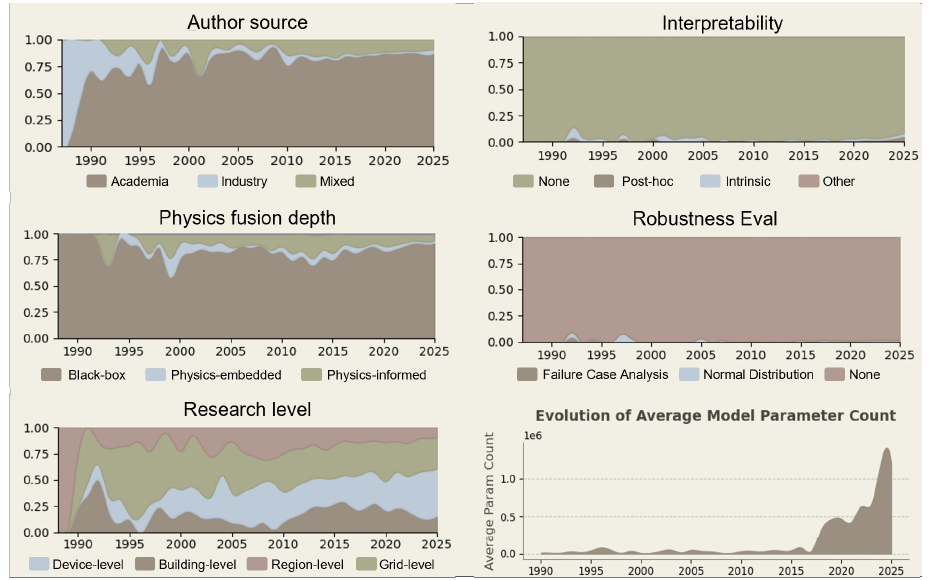 Author source
1.00
0.75
0.50
0.25
0.00
1990 1995 2000 2005 2010 2015 2020 2025
Academia Industry Mixed
Interpretability
1.00
0.75
0.50
0.25
0.00
1990 1995 2000 2005 2010 2015 2020 2025
None Post-hoc Intrinsic Other
Physics fusion depth
1.00
0.75
0.50
0.25
0.00
1990 1995 2000 2005 2010 2015 2020 2025
Black-box Physics-embedded Physics-informed
Robustness Eval
1.00
0.75
0.50
0.25
0.00
1990 1995 2000 2005 2010 2015 2020 2025
Failure Case Analysis Normal Distribution None
Research level
1.00
0.75
0.50
0.25
0.00
1990 1995 2000 2005 2010 2015 2020 2025
Device-level Building-level Region-level Grid-level
Evolution of Average Model Parameter Count
1e6
Average Param Count
1.0
0.5
0.0
1990 1995 2000 2005 2010 2015 2020 2025